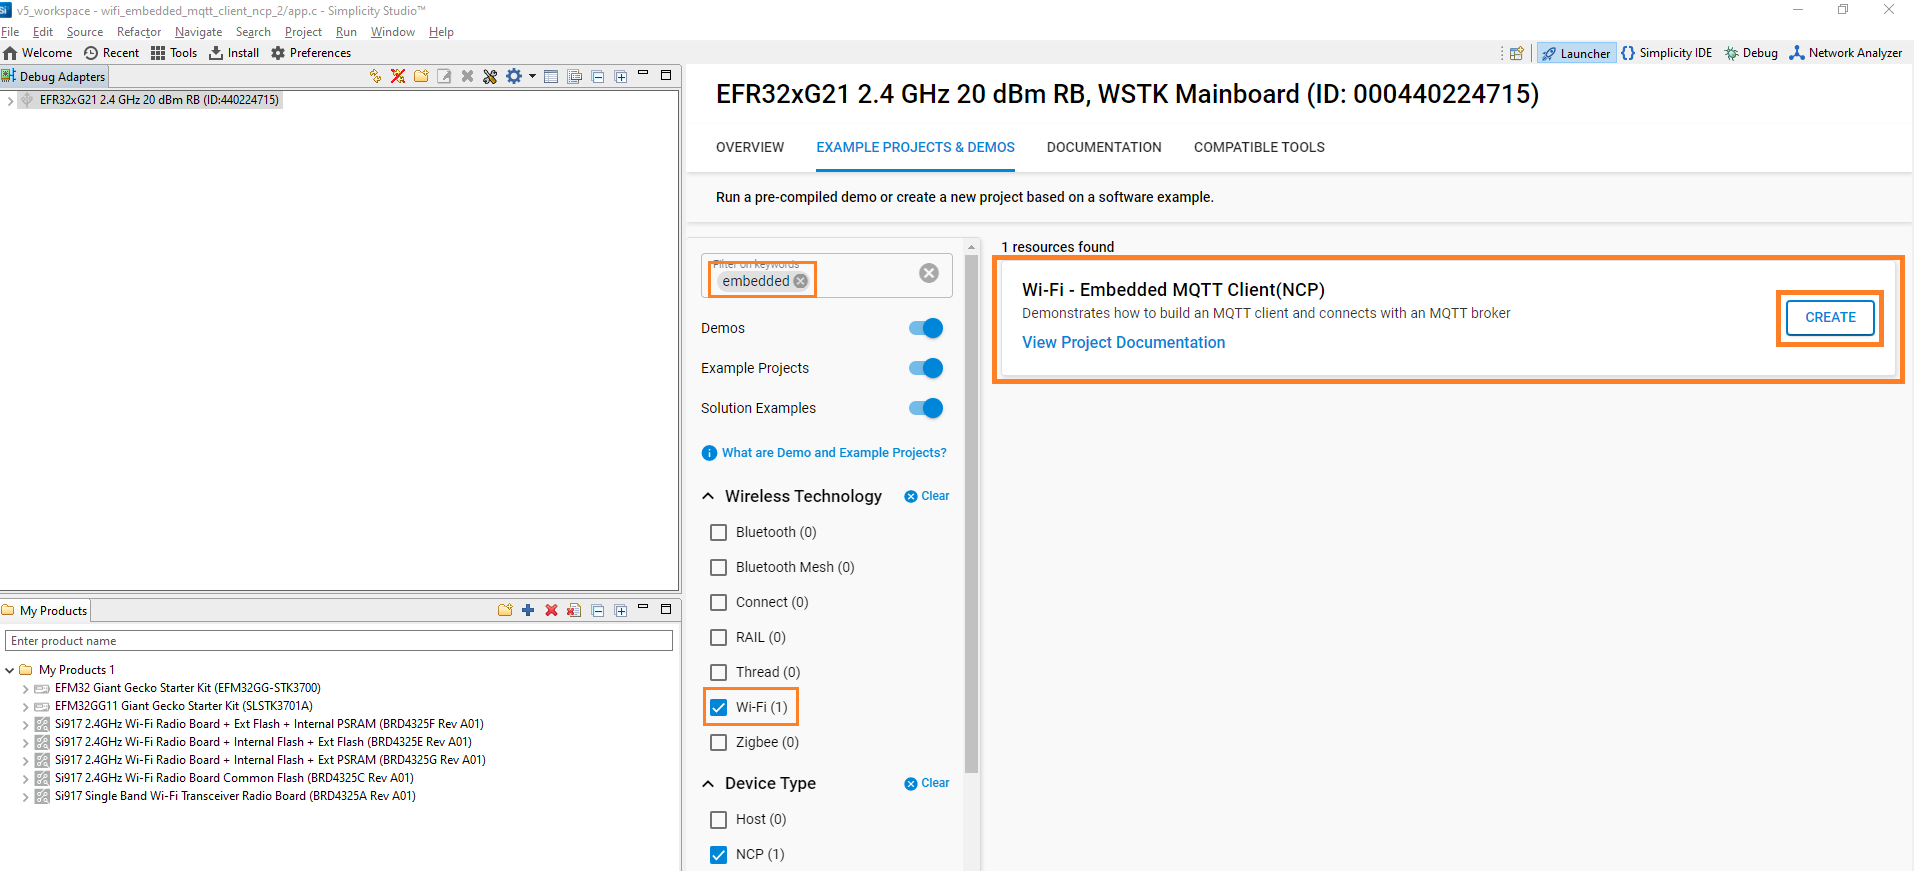 v5_workspace - wifi_embedded_mqtt_client_ncp_2/app.c - Simplicity Studio™
File Edit Source Refactor Navigate Search Project Run Window Help
Welcome Recent Tools Install Preferences
Launcher Simplicity IDE Debug Network Analyzer
Debug Adapters
EFR32xG21 2.4 GHz 20 dBm RB (ID:440224715)
My Products
Enter product name
My Products 1
EFM32 Giant Gecko Starter Kit (EFM32GG-STK3700)
EFM32GG11 Giant Gecko Starter Kit (SLSTK3701A)
Si917 2.4GHz Wi-Fi Radio Board + Ext Flash + Internal PSRAM (BRD4325F Rev A01)
Si917 2.4GHz Wi-Fi Radio Board + Internal Flash + Ext Flash (BRD4325E Rev A01)
Si917 2.4GHz Wi-Fi Radio Board + Internal Flash + Ext PSRAM (BRD4325G Rev A01)
Si917 2.4GHz Wi-Fi Radio Board Common Flash (BRD4325C Rev A01)
Si917 Single Band Wi-Fi Transceiver Radio Board (BRD4325A Rev A01)
EFR32xG21 2.4 GHz 20 dBm RB, WSTK Mainboard (ID: 000440224715)
OVERVIEW EXAMPLE PROJECTS & DEMOS DOCUMENTATION COMPATIBLE TOOLS
Run a pre-compiled demo or create a new project based on a software example.
Filter on keywords
embedded
Demos
Example Projects
Solution Examples
What are Demo and Example Projects?
Wireless Technology Clear
Bluetooth (0)
Bluetooth Mesh (0)
Connect (0)
RAIL (0)
Thread (0)
Wi-Fi (1)
Zigbee (0)
Device Type Clear
Host (0)
NCP (1)
1 resources found
Wi-Fi - Embedded MQTT Client(NCP)
Demonstrates how to build an MQTT client and connects with an MQTT broker
View Project Documentation
CREATE